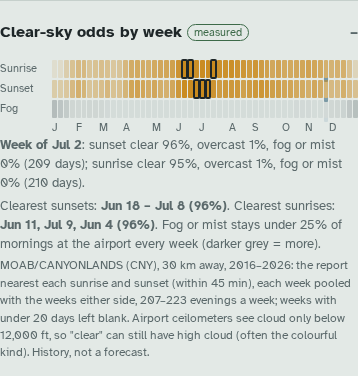 Clear-sky odds by week measured –
Sunrise
Sunset
Fog
J F M A M J J A S O N D
Week of Jul 2: sunset clear 96%, overcast 1%, fog or mist
0% (209 days); sunrise clear 95%, overcast 1%, fog or mist
0% (210 days).
Clearest sunsets: Jun 18 – Jul 8 (96%). Clearest sunrises:
Jun 11, Jul 9, Jun 4 (96%). Fog or mist stays under 25% of
mornings at the airport every week (darker grey = more).
MOAB/CANYONLANDS (CNY), 30 km away, 2016–2026: the report
nearest each sunrise and sunset (within 45 min), each week pooled
with the weeks either side, 207–223 evenings a week; weeks with
under 20 days left blank. Airport ceilometers see cloud only below
12,000 ft, so "clear" can still have high cloud (often the colourful
kind). History, not a forecast.